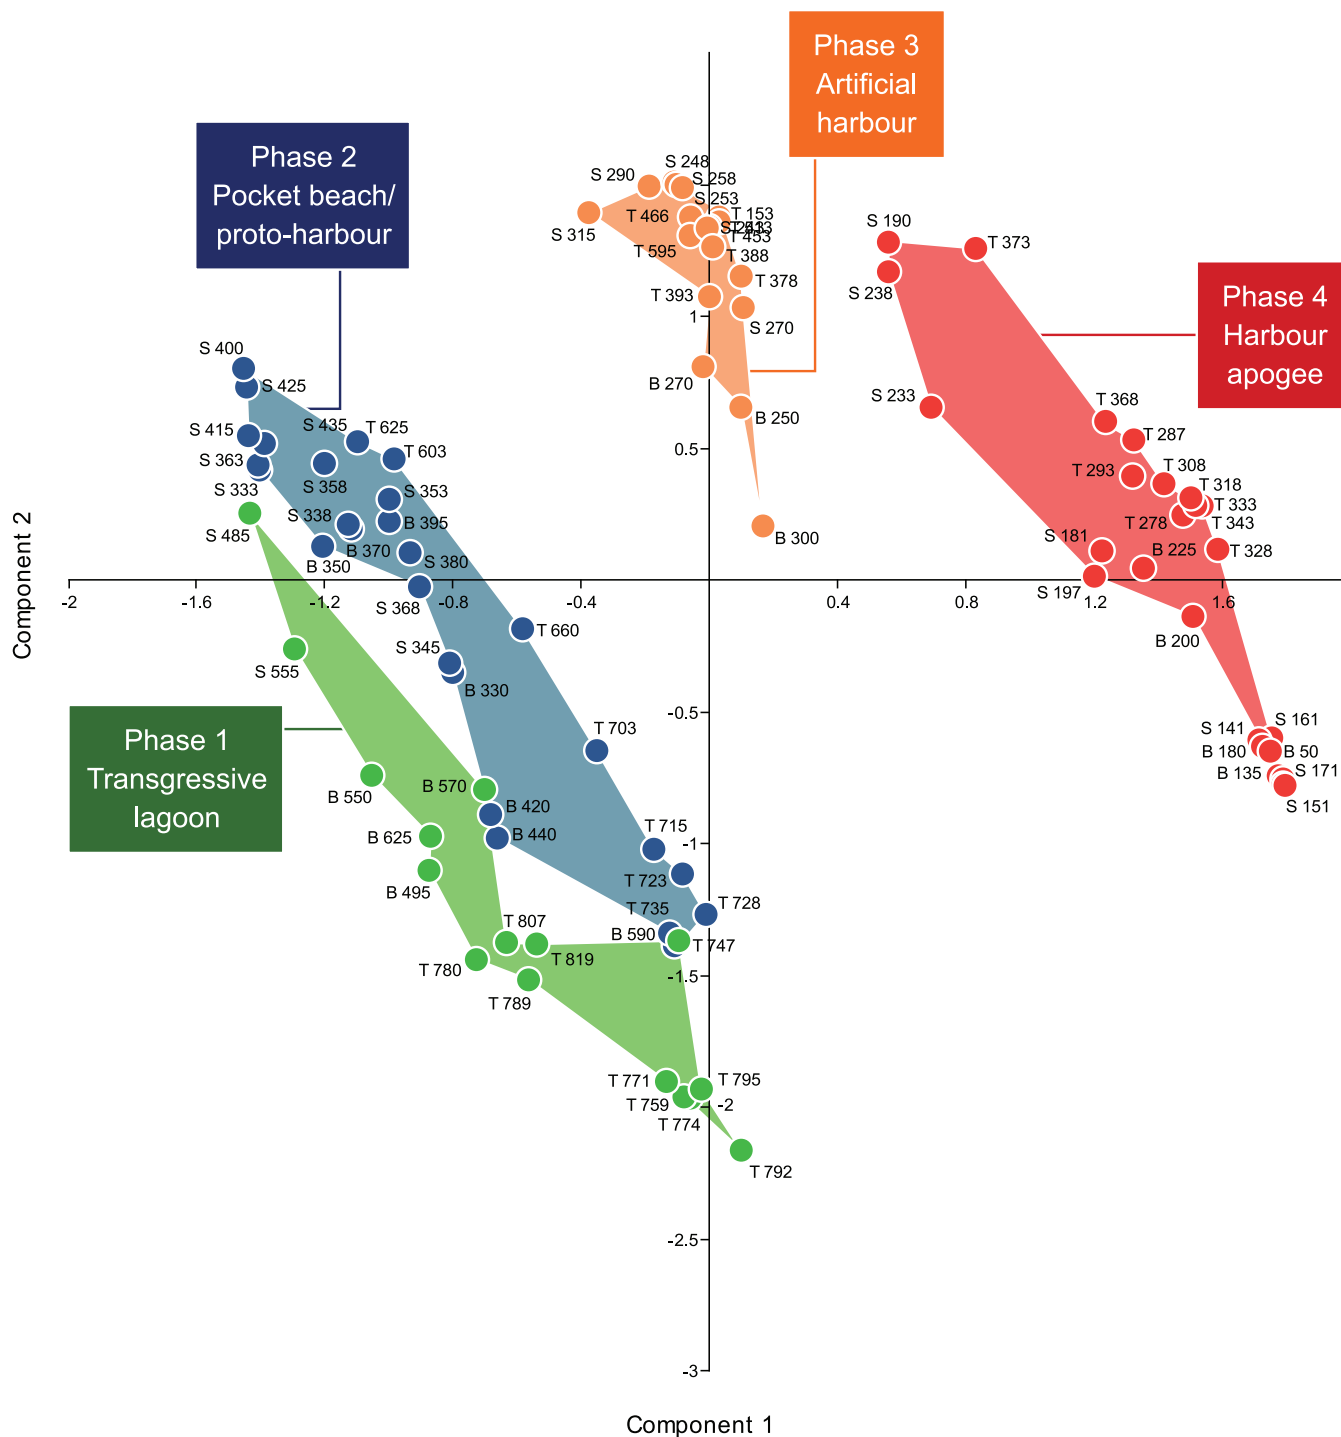 Phase 3
Artificial
harbour
Phase 2
Pocket beach/
proto-harbour
S 248
S 290
S 258
S 253
T 466
T 153
S 315
T 453
T 595
T 388
T 378
T 393
S 270
1
B 270
B 250
0.5
B 300
S 190
T 373
S 238
Phase 4
Harbour
apogee
S 233
T 368
T 287
T 293
T 308
T 318
T 333
T 278
T 343
S 181
B 225
T 328
S 197
B 200
S 400
S 425
S 435
T 625
S 415
T 603
S 363
S 358
S 353
S 333
S 338
B 395
S 485
B 370
B 350
S 380
S 368
-2
-1.6
-1.2
-0.8
-0.4
0.4
0.8
1.2
1.6
Component 2
T 660
S 345
S 555
B 330
-0.5
T 703
S 161
S 141
B 180
B 50
B 135
S 171
S 151
Phase 1
Transgressive
lagoon
B 550
B 570
B 420
B 625
B 440
T 715
-1
B 495
T 723
T 728
T 735
T 807
B 590
T 747
T 780
T 819
-1.5
T 789
T 771
T 795
T 759
-2
T 774
T 792
-2.5
-3
Component 1